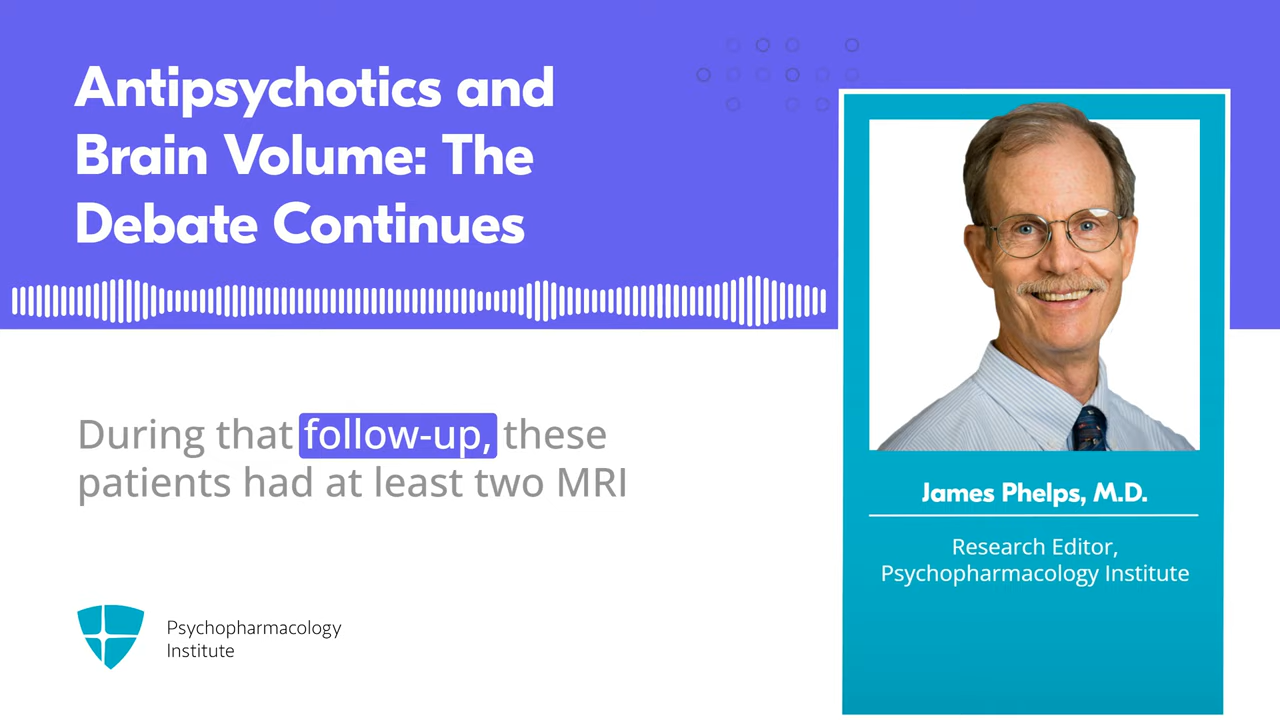 Antipsychotics and
Brain Volume: The
Debate Continues
During that follow-up, these
patients had at least two MRI
Psychopharmacology
Institute
James Phelps, M.D.
Research Editor,
Psychopharmacology Institute